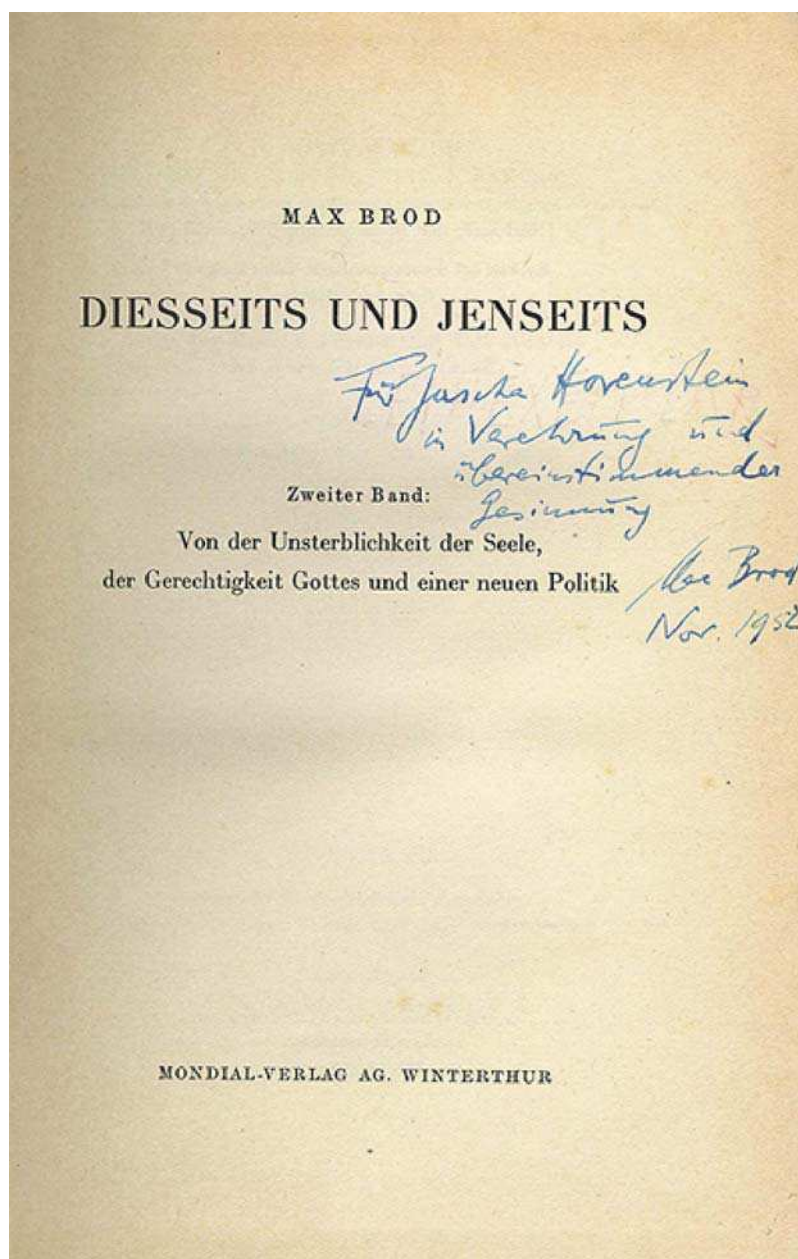 MAX BROD
DIESSEITS UND JENSEITS
Für Jascha Horenstein
in Verehrung und
übereinstimmender
Gesinnung
Zweiter Band:
Von der Unsterblichkeit der Seele,
der Gerechtigkeit Gottes und einer neuen Politik
Max Brod
Nov. 1952
MONDIAL-VERLAG AG. WINTERTHUR